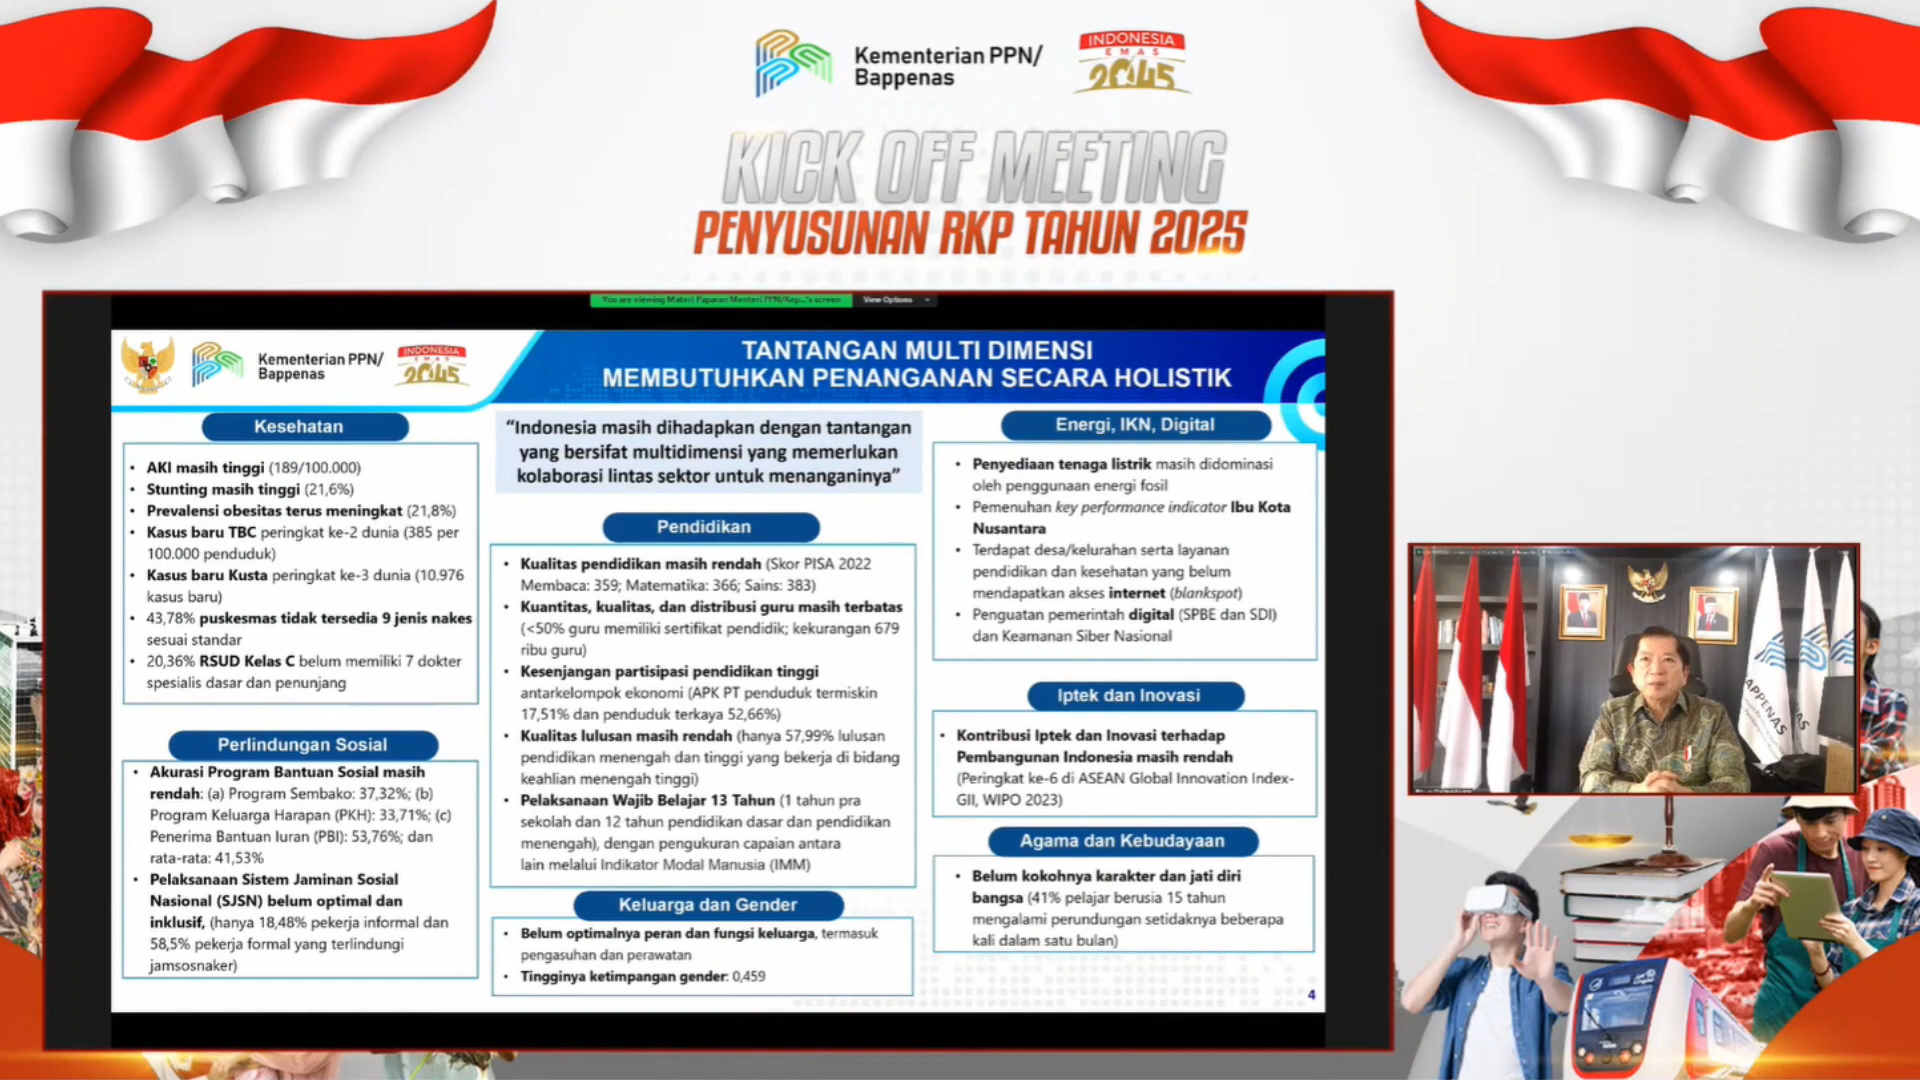 Kementerian PPN/
Bappenas
INDONESIA
EMAS
2045
KICK OFF MEETING
PENYUSUNAN RKP TAHUN 2025
You are viewing Materi Paparan Menteri PPN/Kep...'s screen
View Options
Kementerian PPN/
Bappenas
INDONESIA
EMAS
2045
TANTANGAN MULTI DIMENSI
MEMBUTUHKAN PENANGANAN SECARA HOLISTIK
Kesehatan
• AKI masih tinggi (189/100.000)
• Stunting masih tinggi (21,6%)
• Prevalensi obesitas terus meningkat (21,8%)
• Kasus baru TBC peringkat ke-2 dunia (385 per
100.000 penduduk)
• Kasus baru Kusta peringkat ke-3 dunia (10.976
kasus baru)
• 43,78% puskesmas tidak tersedia 9 jenis nakes
sesuai standar
• 20,36% RSUD Kelas C belum memiliki 7 dokter
spesialis dasar dan penunjang
Perlindungan Sosial
• Akurasi Program Bantuan Sosial masih
rendah: (a) Program Sembako: 37,32%; (b)
Program Keluarga Harapan (PKH): 33,71%; (c)
Penerima Bantuan Iuran (PBI): 53,76%; dan
rata-rata: 41,53%
• Pelaksanaan Sistem Jaminan Sosial
Nasional (SJSN) belum optimal dan
inklusif, (hanya 18,48% pekerja informal dan
58,5% pekerja formal yang terlindungi
jamsosnaker)
“Indonesia masih dihadapkan dengan tantangan
yang bersifat multidimensi yang memerlukan
kolaborasi lintas sektor untuk menanganinya”
Pendidikan
• Kualitas pendidikan masih rendah (Skor PISA 2022
Membaca: 359; Matematika: 366; Sains: 383)
• Kuantitas, kualitas, dan distribusi guru masih terbatas
(<50% guru memiliki sertifikat pendidik; kekurangan 679
ribu guru)
• Kesenjangan partisipasi pendidikan tinggi
antarkelompok ekonomi (APK PT penduduk termiskin
17,51% dan penduduk terkaya 52,66%)
• Kualitas lulusan masih rendah (hanya 57,99% lulusan
pendidikan menengah dan tinggi yang bekerja di bidang
keahlian menengah tinggi)
• Pelaksanaan Wajib Belajar 13 Tahun (1 tahun pra
sekolah dan 12 tahun pendidikan dasar dan pendidikan
menengah), dengan pengukuran capaian antara
lain melalui Indikator Modal Manusia (IMM)
Keluarga dan Gender
• Belum optimalnya peran dan fungsi keluarga, termasuk
pengasuhan dan perawatan
• Tingginya ketimpangan gender: 0,459
Energi, IKN, Digital
• Penyediaan tenaga listrik masih didominasi
oleh penggunaan energi fosil
• Pemenuhan key performance indicator Ibu Kota
Nusantara
• Terdapat desa/kelurahan serta layanan
pendidikan dan kesehatan yang belum
mendapatkan akses internet (blankspot)
• Penguatan pemerintah digital (SPBE dan SDI)
dan Keamanan Siber Nasional
Iptek dan Inovasi
• Kontribusi Iptek dan Inovasi terhadap
Pembangunan Indonesia masih rendah
(Peringkat ke-6 di ASEAN Global Innovation Index-
GII, WIPO 2023)
Agama dan Kebudayaan
• Belum kokohnya karakter dan jati diri
bangsa (41% pelajar berusia 15 tahun
mengalami perundungan setidaknya beberapa
kali dalam satu bulan)
4